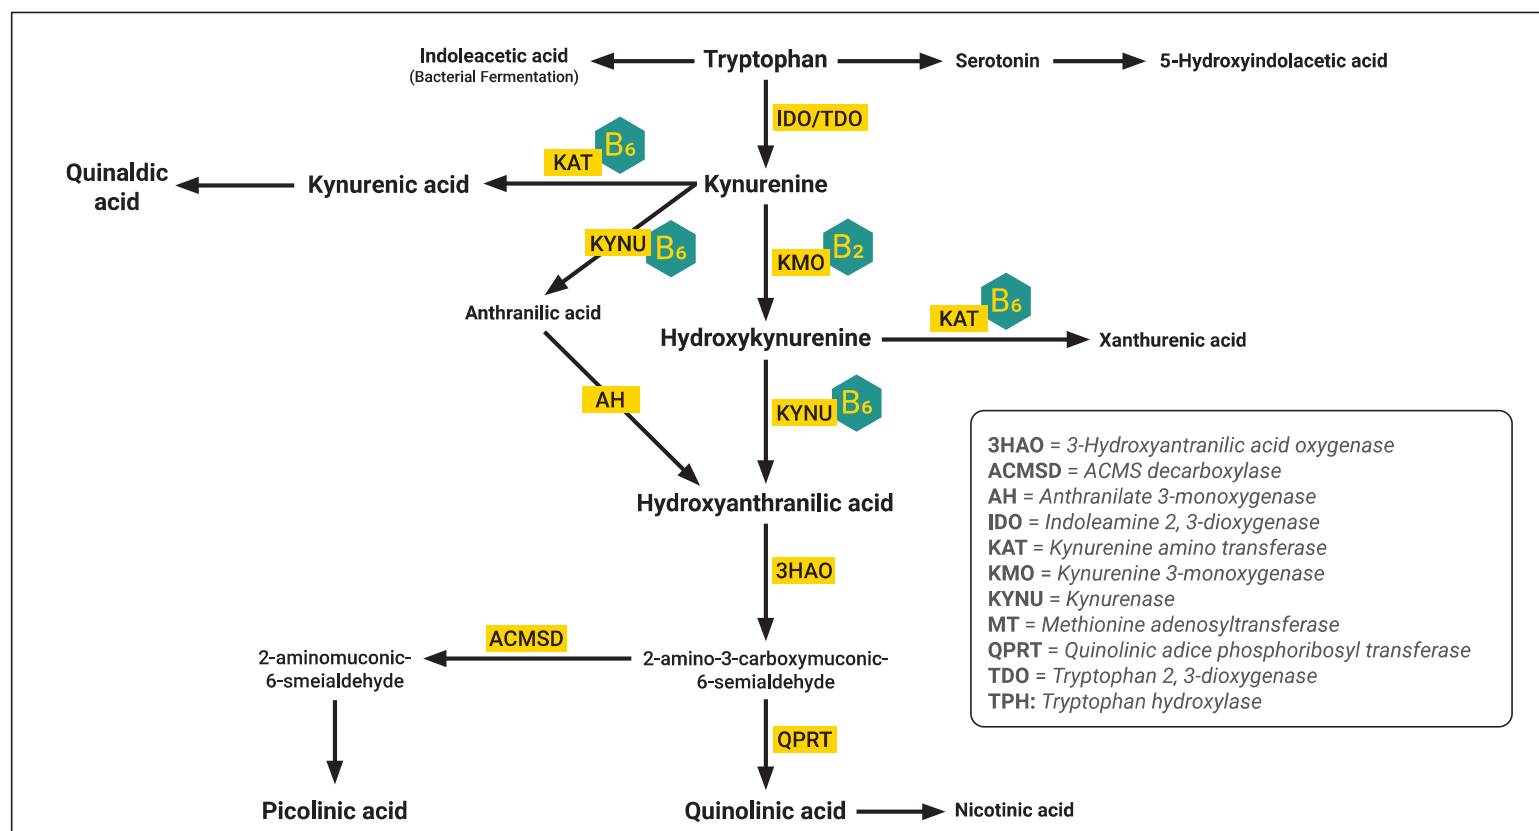 Indoleacetic acid
(Bacterial Fermentation)
Tryptophan
Serotonin
5-Hydroxyindolacetic acid
IDO/TDO
B6
KAT
Quinaldic
acid
Kynurenic acid
Kynurenine
KYNU
B6
B2
KMO
Anthranilic acid
B6
KAT
Hydroxykynurenine
Xanthurenic acid
AH
B6
KYNU
Hydroxyanthranilic acid
3HAO
ACMSD
2-aminomuconic-
6-smeialdehyde
2-amino-3-carboxymuconic-
6-semialdehyde
QPRT
Picolinic acid
Quinolinic acid
Nicotinic acid
3HAO = 3-Hydroxyantranilic acid oxygenase
ACMSD = ACMS decarboxylase
AH = Anthranilate 3-monoxygenase
IDO = Indoleamine 2, 3-dioxygenase
KAT = Kynurenine amino transferase
KMO = Kynurenine 3-monoxygenase
KYNU = Kynurenase
MT = Methionine adenosyltransferase
QPRT = Quinolinic adice phosphoribosyl transferase
TDO = Tryptophan 2, 3-dioxygenase
TPH: Tryptophan hydroxylase